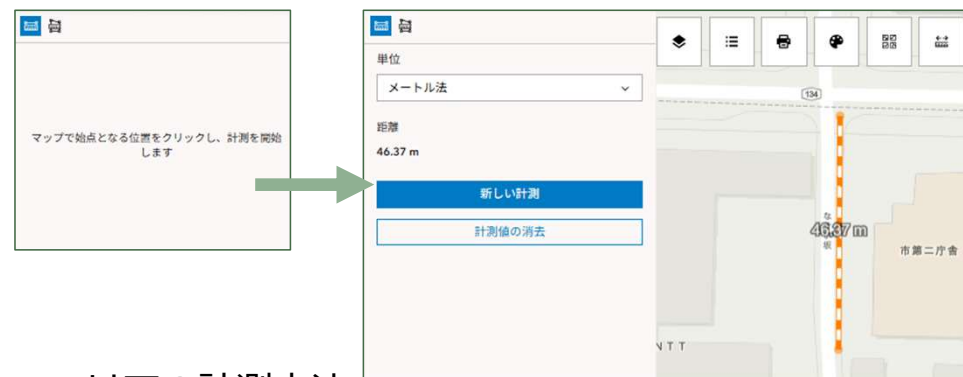 マップで始点となる位置をクリックし、計測を開始
します
単位
メートル法
距離
46.37 m
新しい計測
計測値の消去
134
46.37 m
坂
市第二庁舎
NTT